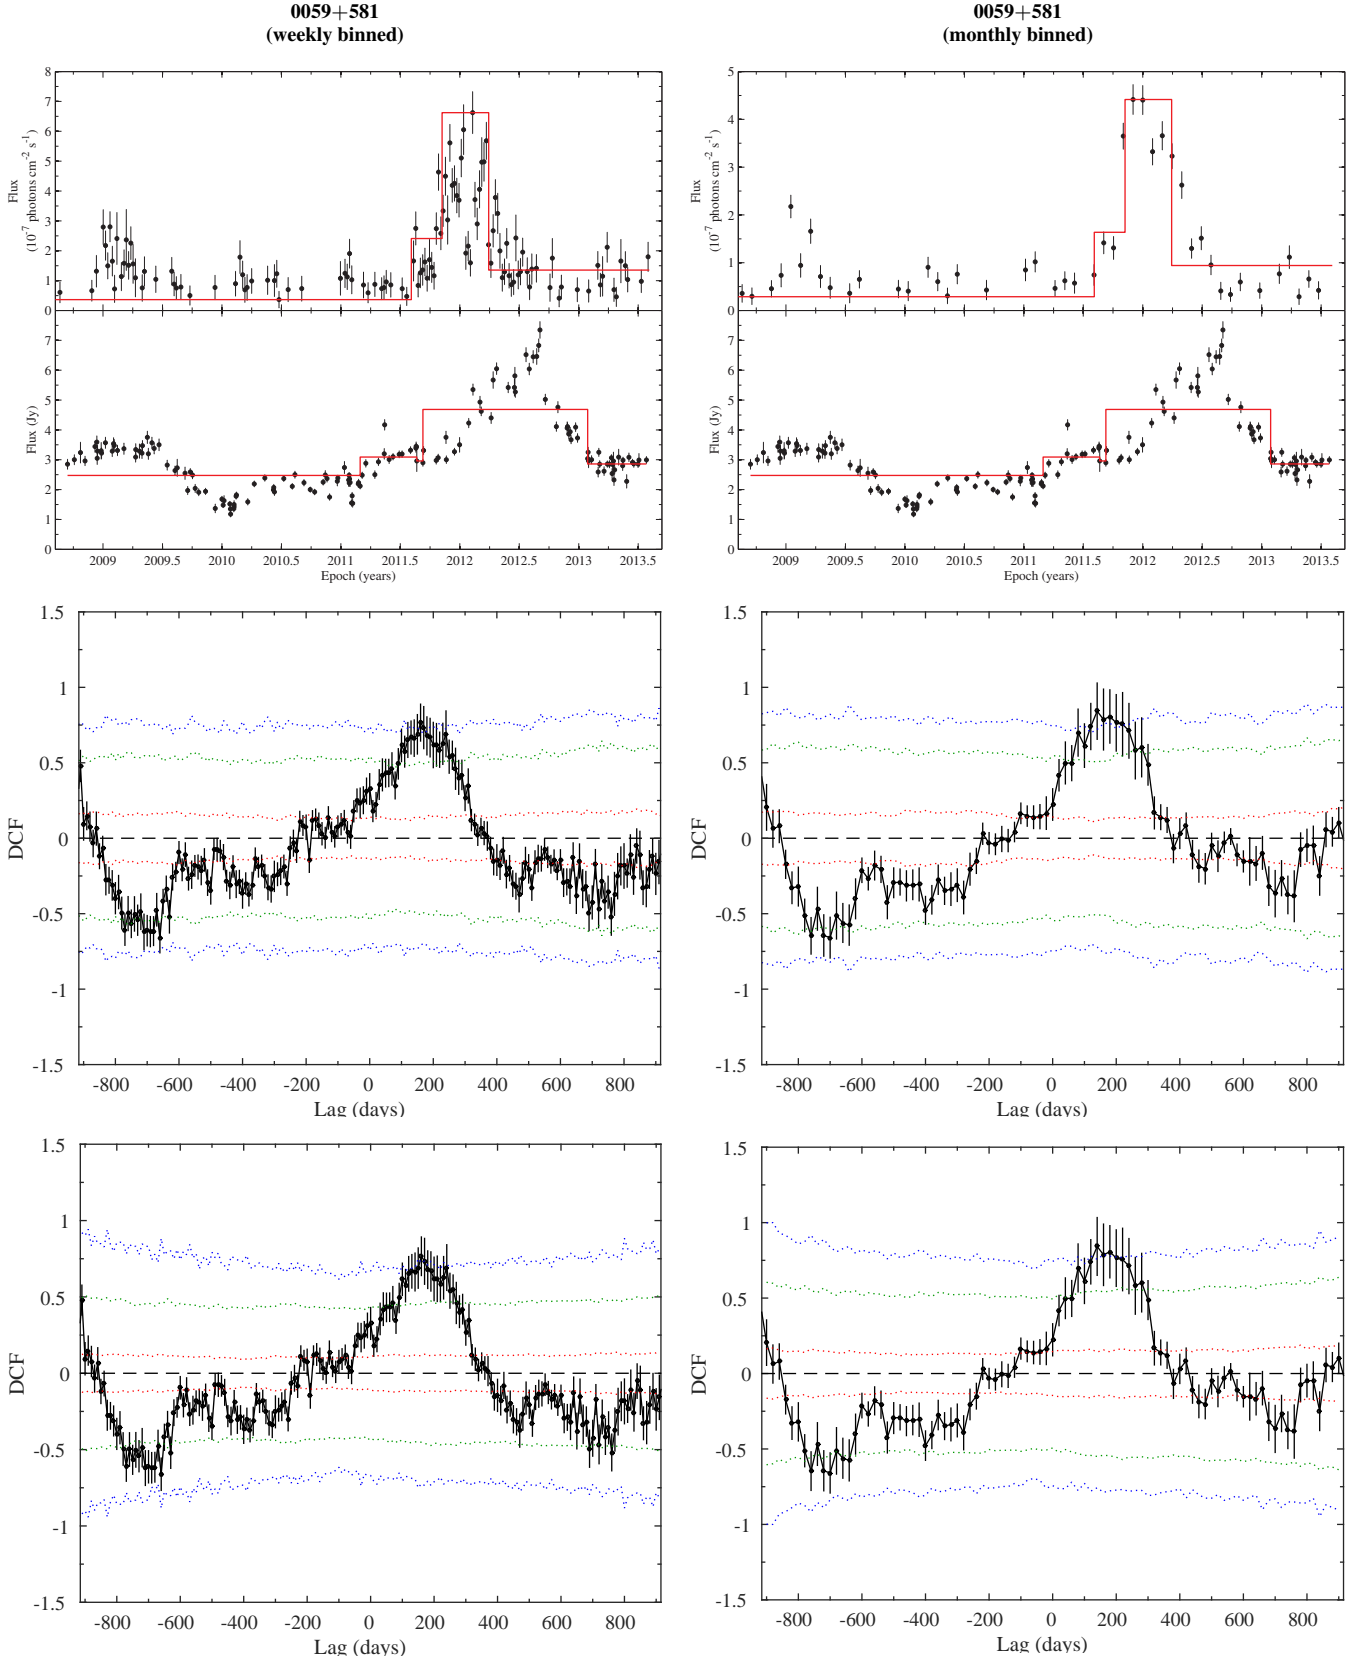 0059+581
(weekly binned)
0059+581
(monthly binned)
8
7
6
5
4
3
2
1
0
Flux
(10⁻⁷ photons cm⁻² s⁻¹)
5
4
3
2
1
0
Flux
(10⁻⁷ photons cm⁻² s⁻¹)
7
6
5
4
3
2
1
0
Flux (Jy)
2009 2009.5 2010 2010.5 2011 2011.5 2012 2012.5 2013 2013.5
Epoch (years)
7
6
5
4
3
2
1
0
Flux (Jy)
2009 2009.5 2010 2010.5 2011 2011.5 2012 2012.5 2013 2013.5
Epoch (years)
1.5
1
0.5
0
-0.5
-1
-1.5
DCF
-800 -600 -400 -200 0 200 400 600 800
Lag (days)
1.5
1
0.5
0
-0.5
-1
-1.5
DCF
-800 -600 -400 -200 0 200 400 600 800
Lag (days)
1.5
1
0.5
0
-0.5
-1
-1.5
DCF
-800 -600 -400 -200 0 200 400 600 800
Lag (days)
1.5
1
0.5
0
-0.5
-1
-1.5
DCF
-800 -600 -400 -200 0 200 400 600 800
Lag (days)